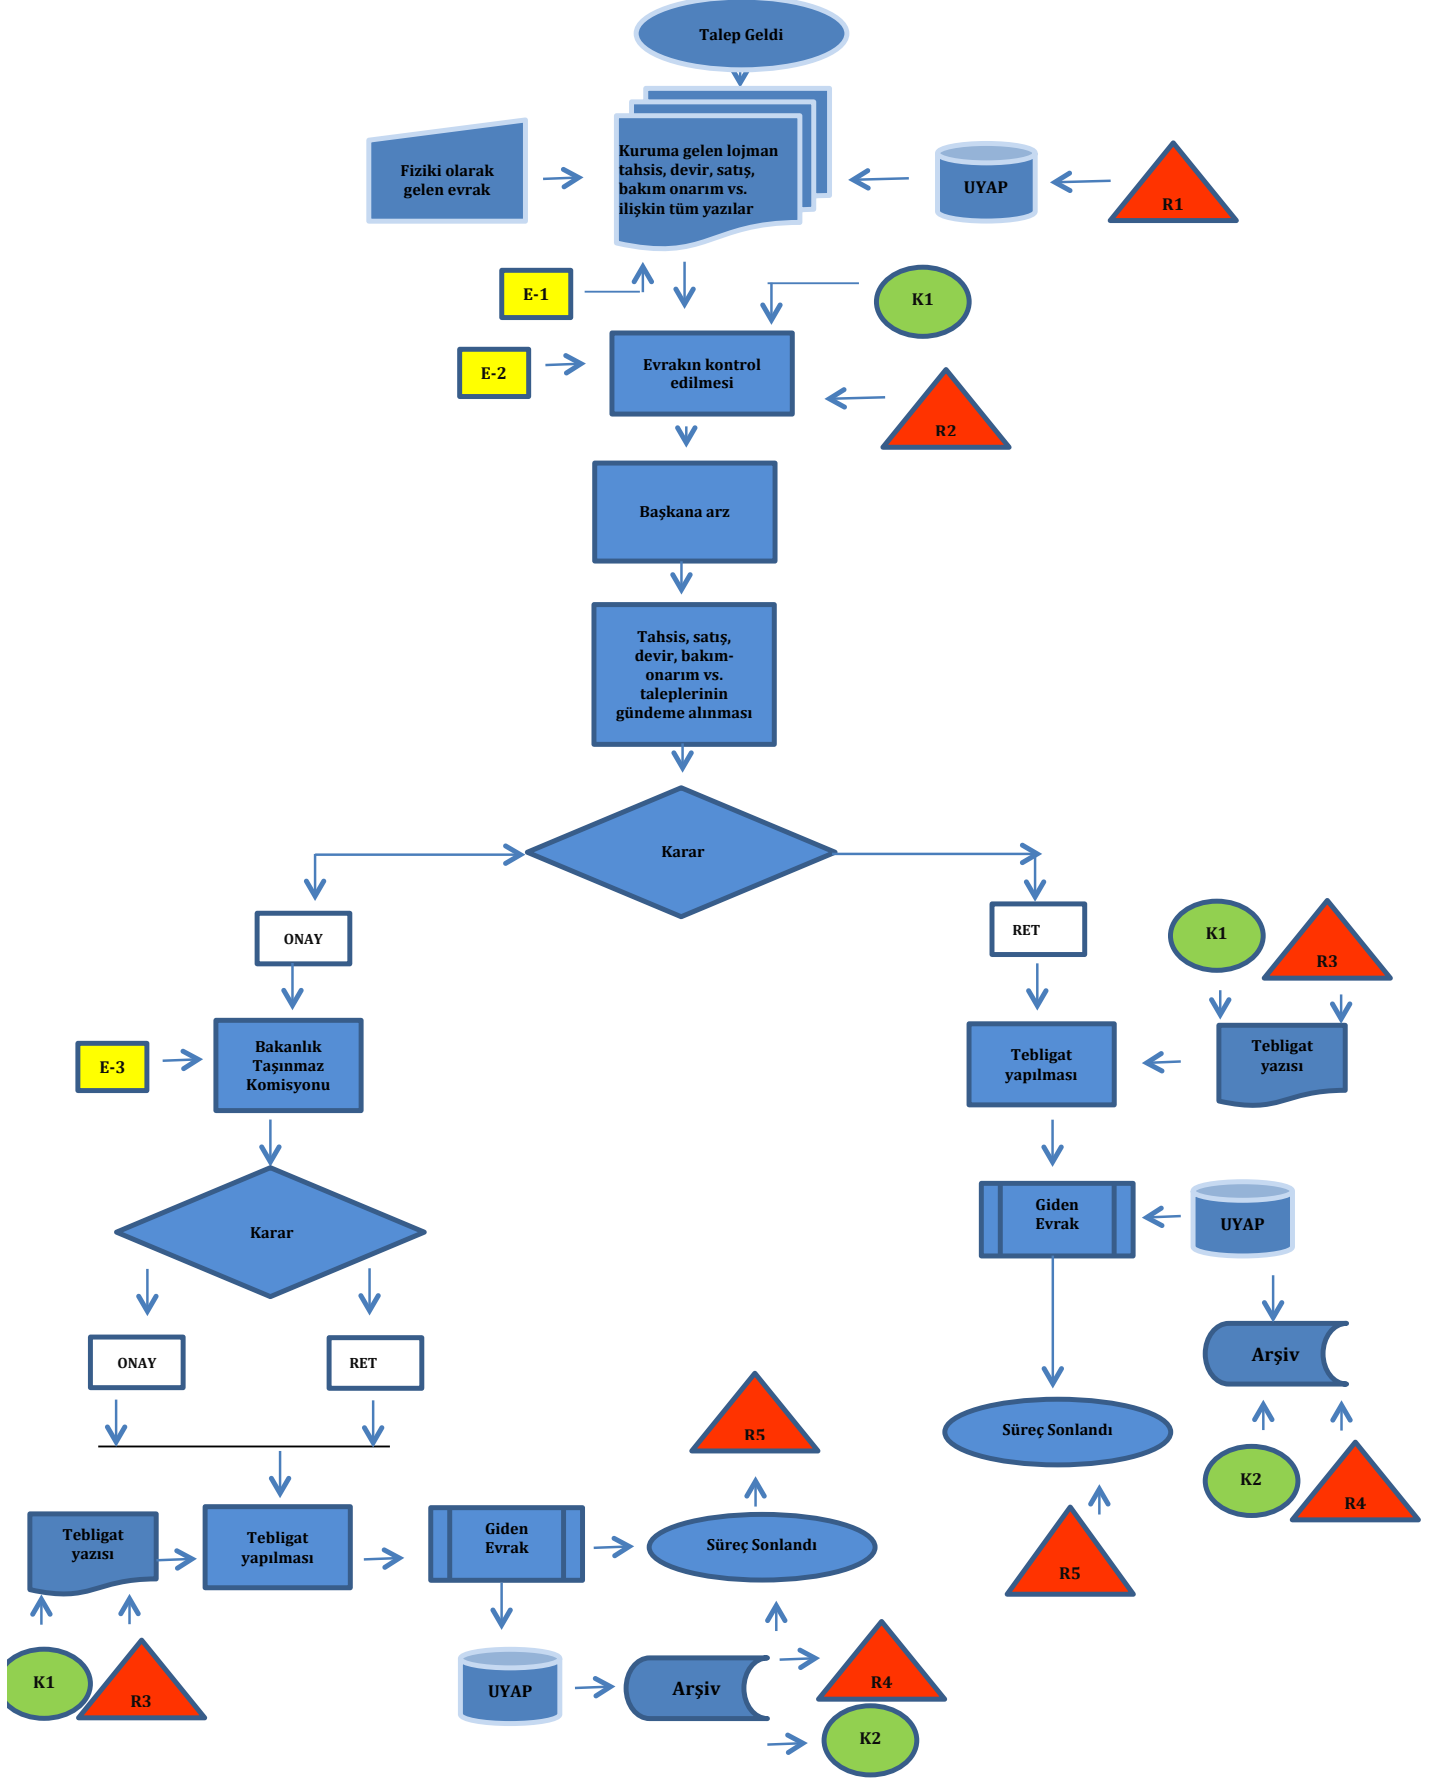 Talep Geldi
Fiziki olarak
gelen evrak
Kuruma gelen lojman
tahsis, devir, satış,
bakım onarım vs.
ilişkin tüm yazılar
UYAP
R1
E-1
K1
E-2
Evrakın kontrol
edilmesi
R2
Başkana arz
Tahsis, satış,
devir, bakım-
onarım vs.
taleplerinin
gündeme alınması
Karar
ONAY
RET
K1
R3
E-3
Bakanlık
Taşınmaz
Komisyonu
Tebligat
yapılması
Tebligat
yazısı
Karar
Giden
Evrak
UYAP
ONAY
RET
Arşiv
R5
Süreç Sonlandı
K2
R4
Tebligat
yazısı
Tebligat
yapılması
Giden
Evrak
Süreç Sonlandı
R5
K1
R3
UYAP
Arşiv
R4
K2